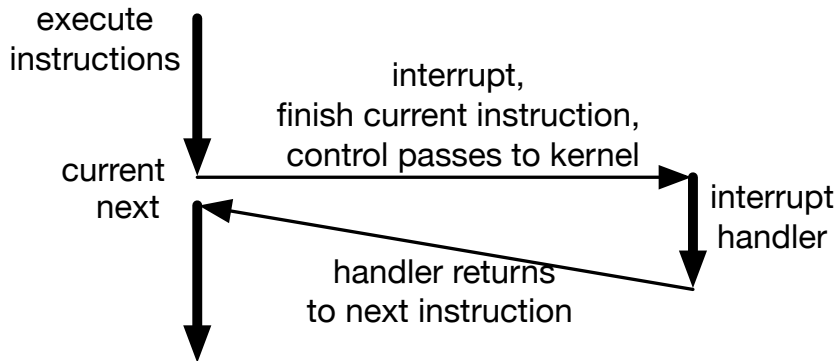 execute
instructions
interrupt,
finish current instruction,
control passes to kernel
current
next
interrupt
handler
handler returns
to next instruction